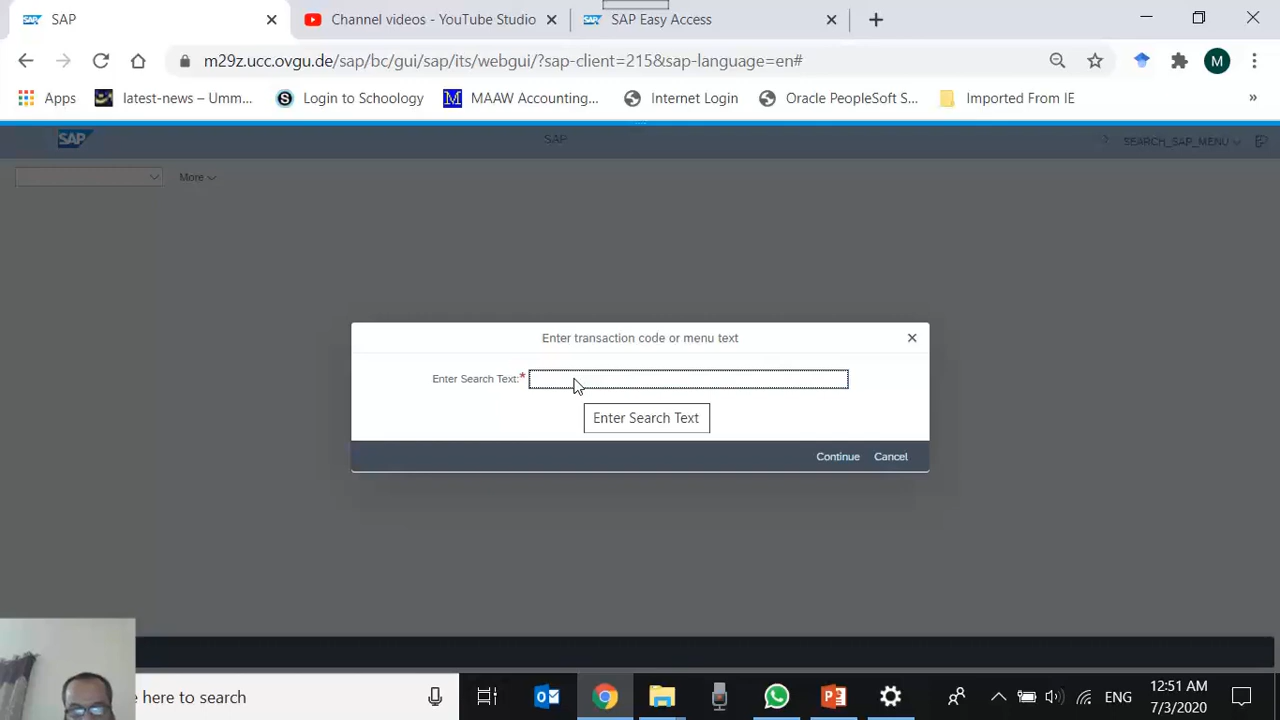 SAP
Channel videos - YouTube Studio
SAP Easy Access
m29z.ucc.ovgu.de/sap/bc/gui/sap/its/webgui/?sap-client=215&sap-language=en#
M
Apps
latest-news – Umm...
Login to Schoology
MAAW Accounting...
Internet Login
Oracle PeopleSoft S...
Imported From IE
»
SAP
SAP
SEARCH_SAP_MENU
More
Enter transaction code or menu text
Enter Search Text:*
Enter Search Text
Continue
Cancel
here to search
ENG
12:51 AM
7/3/2020